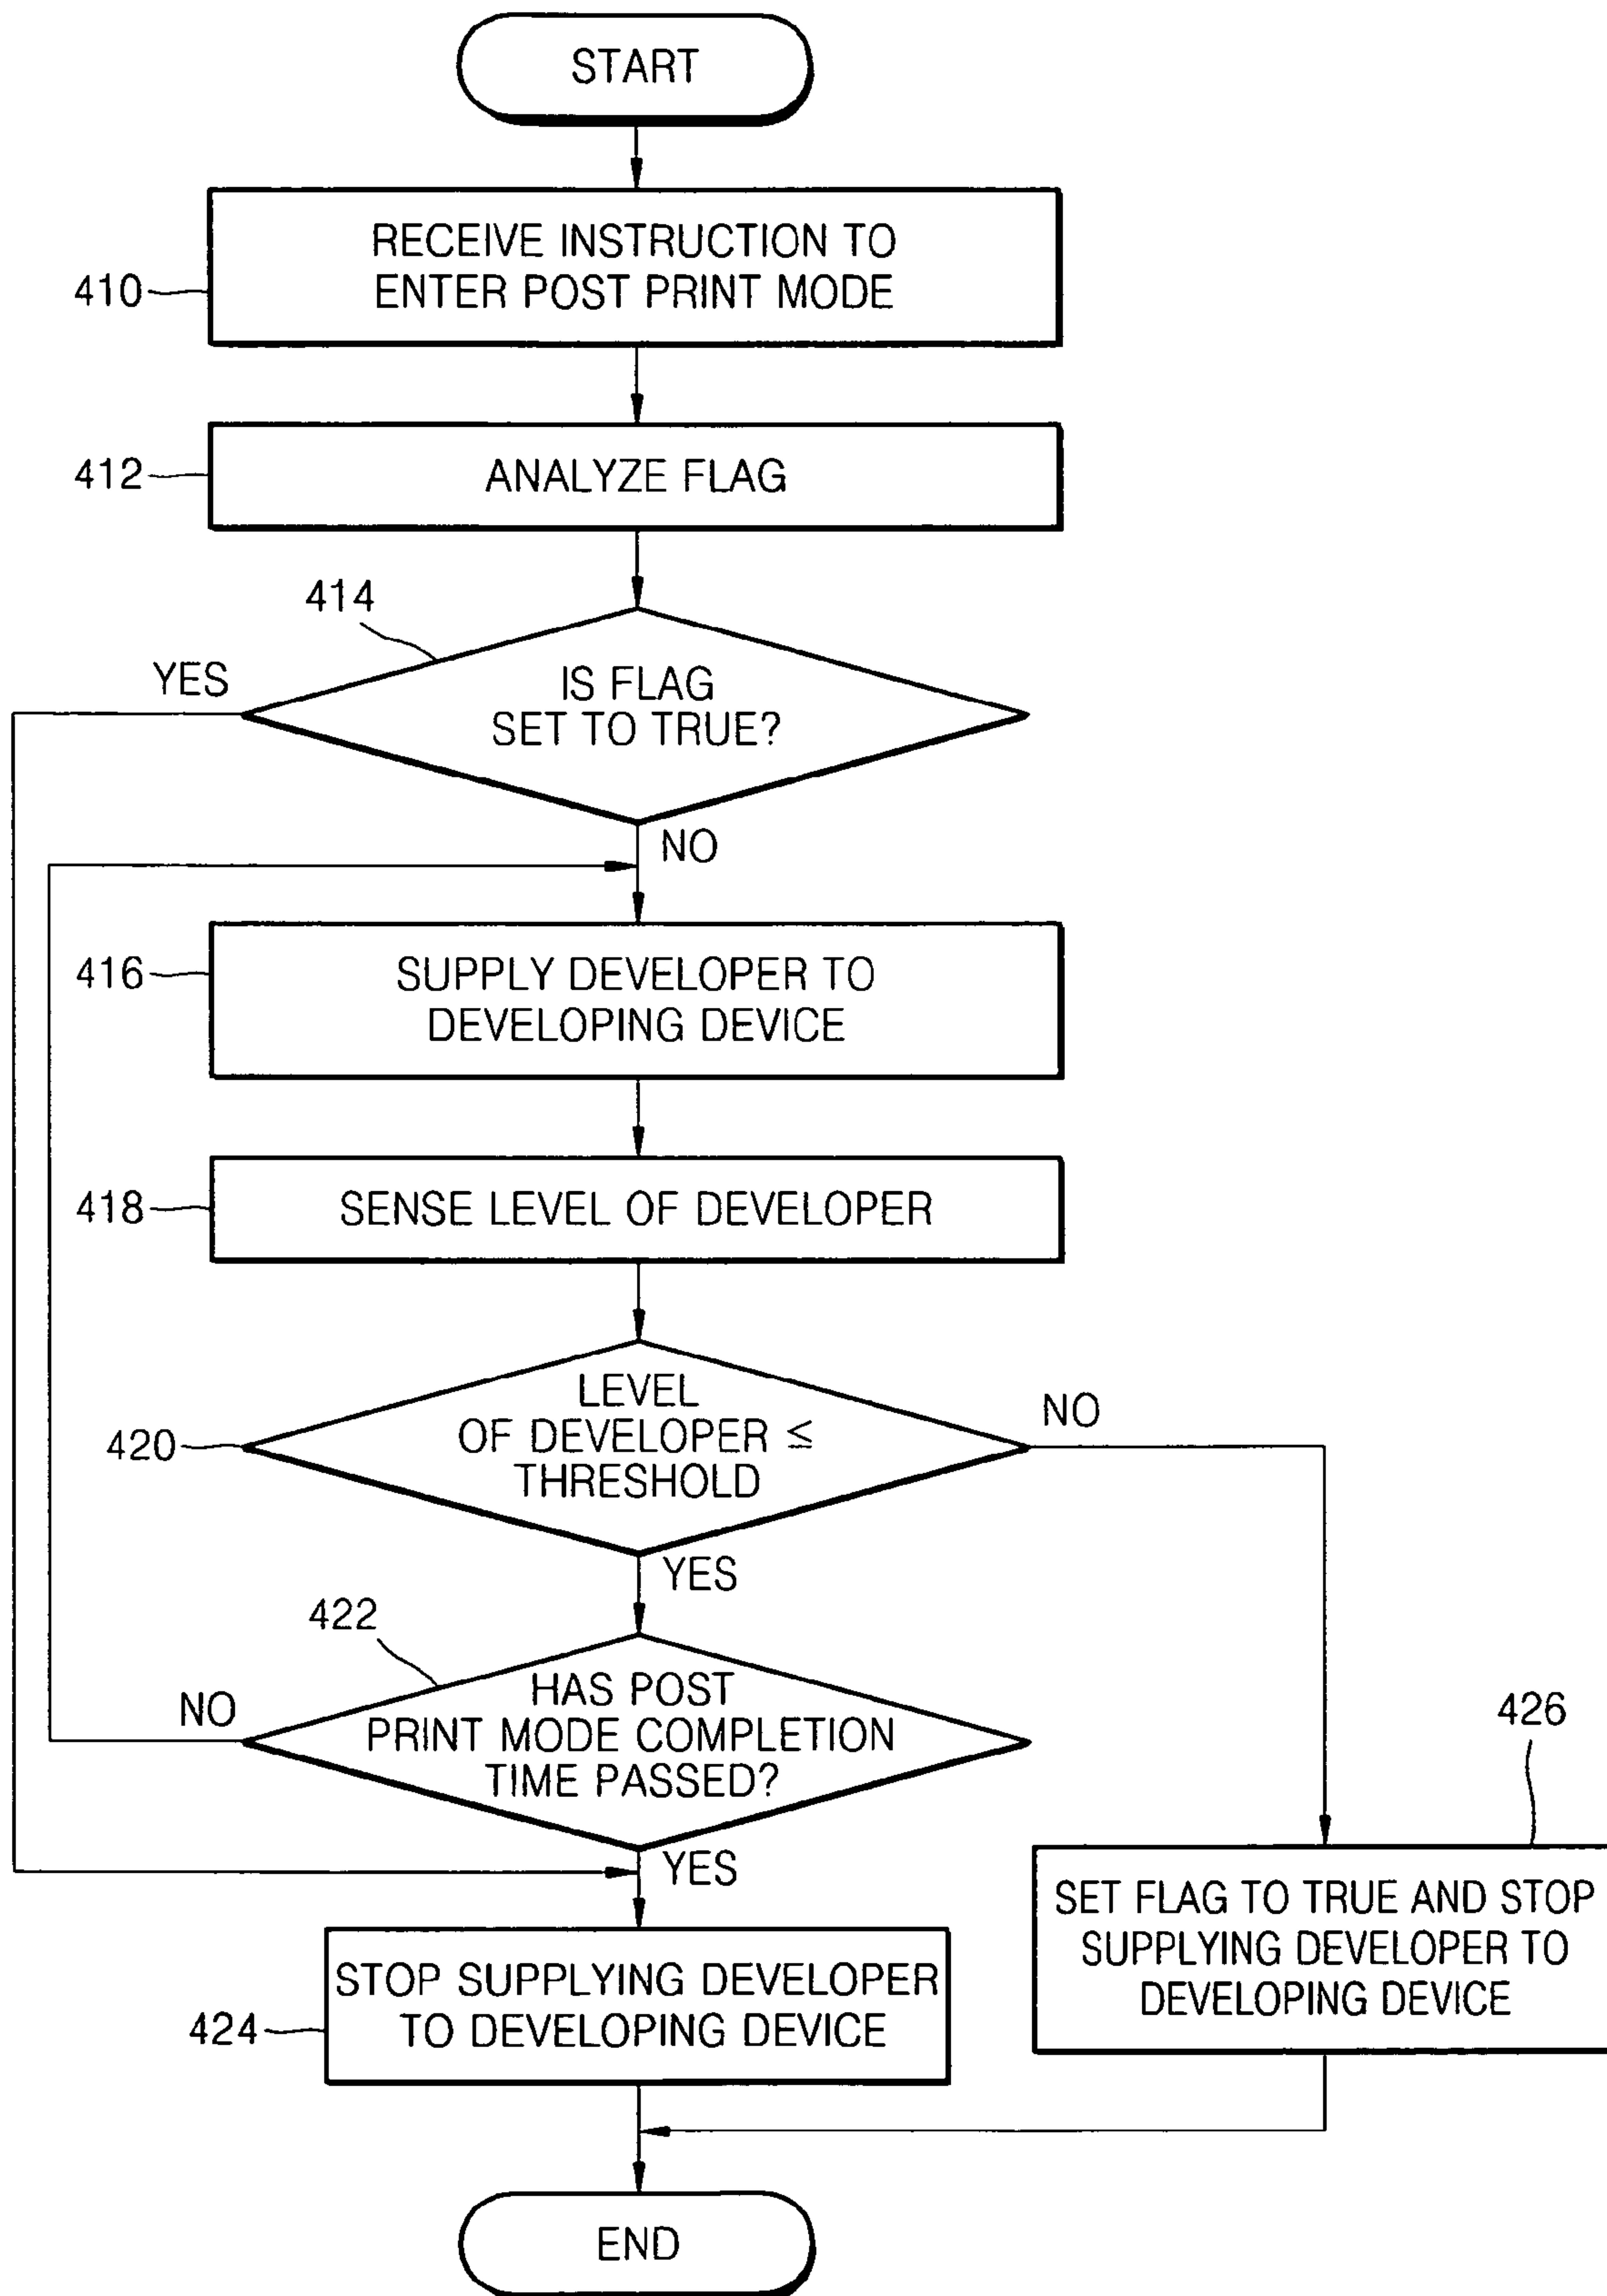 START
RECEIVE INSTRUCTION TO
ENTER POST PRINT MODE
410
ANALYZE FLAG
412
414
YES
IS FLAG
SET TO TRUE?
NO
416
SUPPLY DEVELOPER TO
DEVELOPING DEVICE
418
SENSE LEVEL OF DEVELOPER
LEVEL
OF DEVELOPER ≤
THRESHOLD
NO
420
YES
422
NO
HAS POST
PRINT MODE COMPLETION
TIME PASSED?
426
YES
SET FLAG TO TRUE AND STOP
SUPPLYING DEVELOPER TO
DEVELOPING DEVICE
STOP SUPPLYING DEVELOPER
TO DEVELOPING DEVICE
424
END